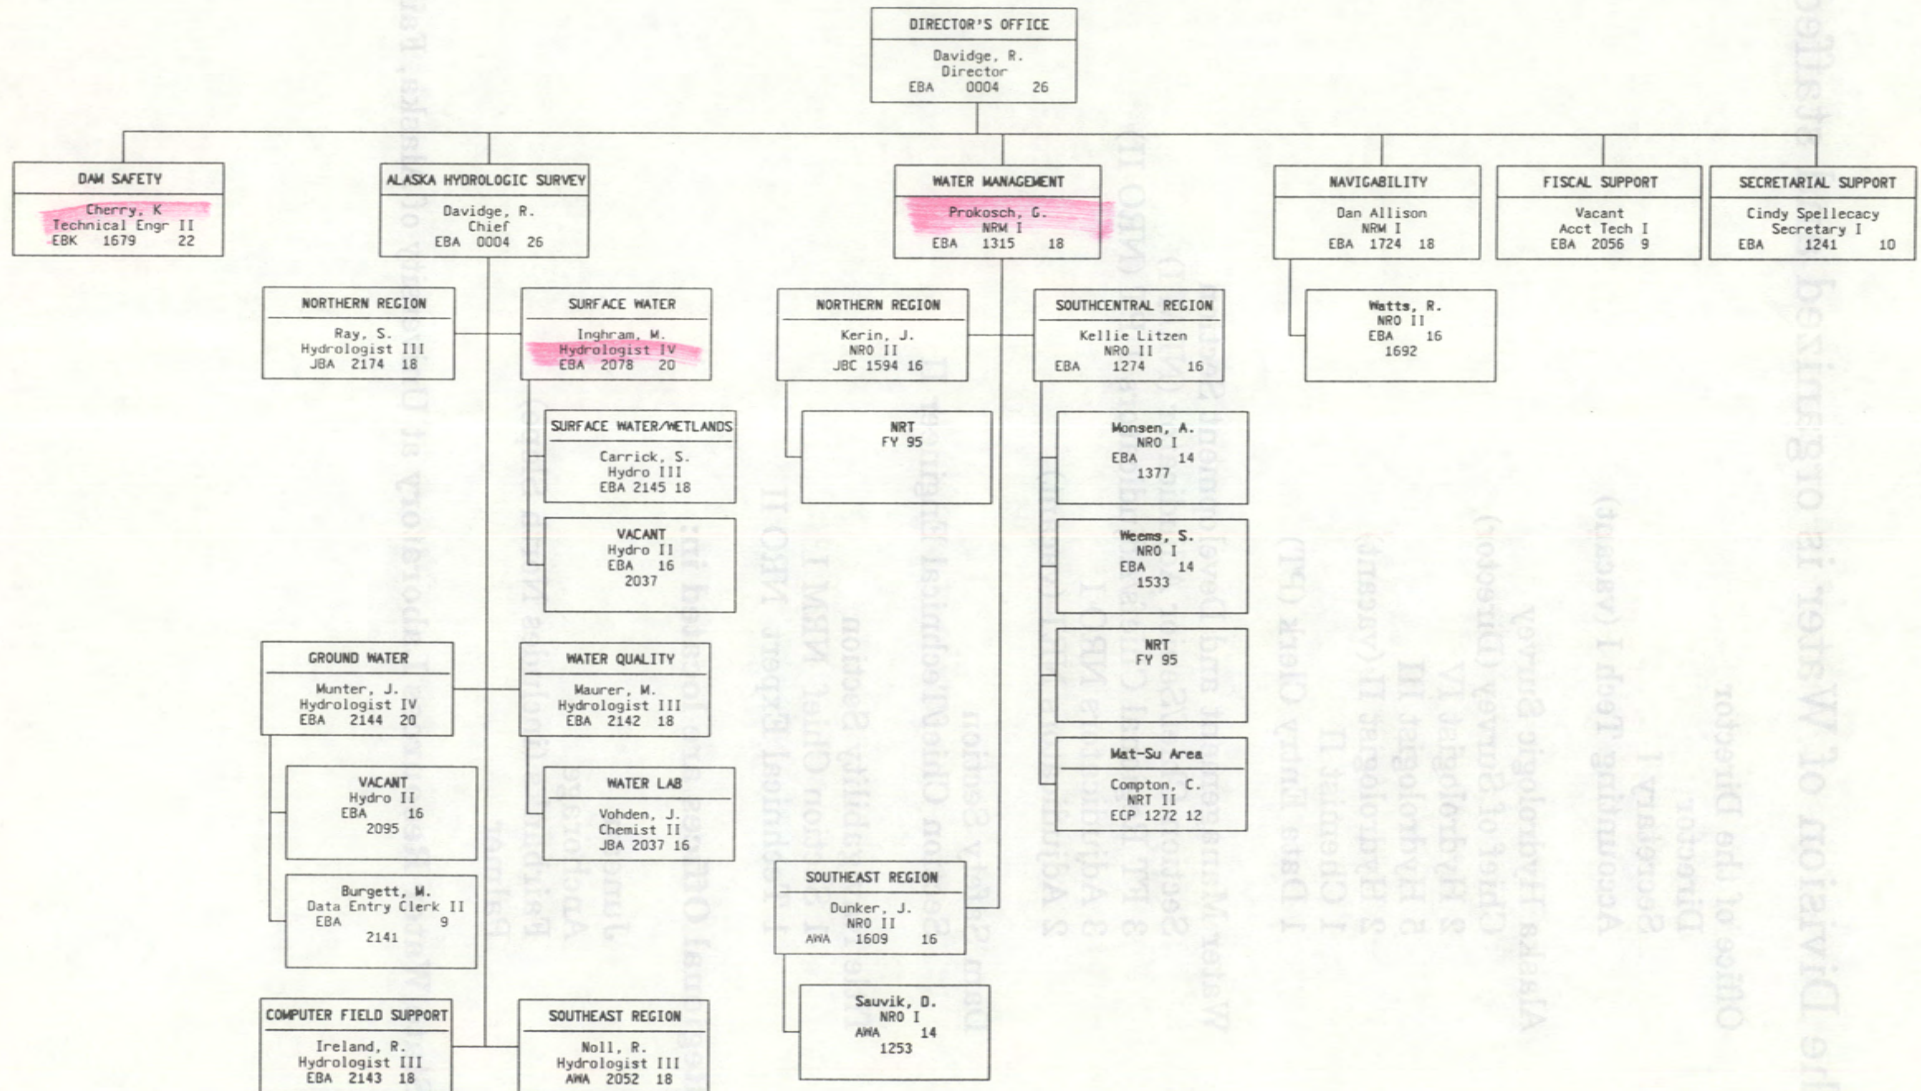 DIRECTOR'S OFFICE
Davidge, R.
Director
EBA 0004 26
DAM SAFETY
Cherry, K
Technical Engr II
EBK 1679 22
ALASKA HYDROLOGIC SURVEY
Davidge, R.
Chief
EBA 0004 26
WATER MANAGEMENT
Prokosch, G.
NRM I
EBA 1315 18
NAVIGABILITY
Dan Allison
NRM I
EBA 1724 18
FISCAL SUPPORT
Vacant
Acct Tech I
EBA 2056 9
SECRETARIAL SUPPORT
Cindy Spellecacy
Secretary I
EBA 1241 10
NORTHERN REGION
Ray, S.
Hydrologist III
JBA 2174 18
SURFACE WATER
Inghram, M.
Hydrologist IV
EBA 2078 20
SURFACE WATER/WETLANDS
Carrick, S.
Hydro III
EBA 2145 18
VACANT
Hydro II
EBA 16
2037
GROUND WATER
Munter, J.
Hydrologist IV
EBA 2144 20
WATER QUALITY
Maurer, M.
Hydrologist III
EBA 2142 18
VACANT
Hydro II
EBA 16
2095
WATER LAB
Vohden, J.
Chemist II
JBA 2037 16
Burgett, M.
Data Entry Clerk II
EBA 9
2141
COMPUTER FIELD SUPPORT
Ireland, R.
Hydrologist III
EBA 2143 18
SOUTHEAST REGION
Noll, R.
Hydrologist III
AWA 2052 18
NORTHERN REGION
Kerin, J.
NRO II
JBC 1594 16
NRT
FY 95
SOUTHCENTRAL REGION
Kellie Litzen
NRO II
EBA 1274 16
Monsen, A.
NRO I
EBA 14
1377
Weems, S.
NRO I
EBA 14
1533
NRT
FY 95
Mat-Su Area
Compton, C.
NRT II
ECP 1272 12
SOUTHEAST REGION
Dunker, J.
NRO II
AWA 1609 16
Sauvik, D.
NRO I
AWA 14
1253
Watts, R.
NRO II
EBA 16
1692